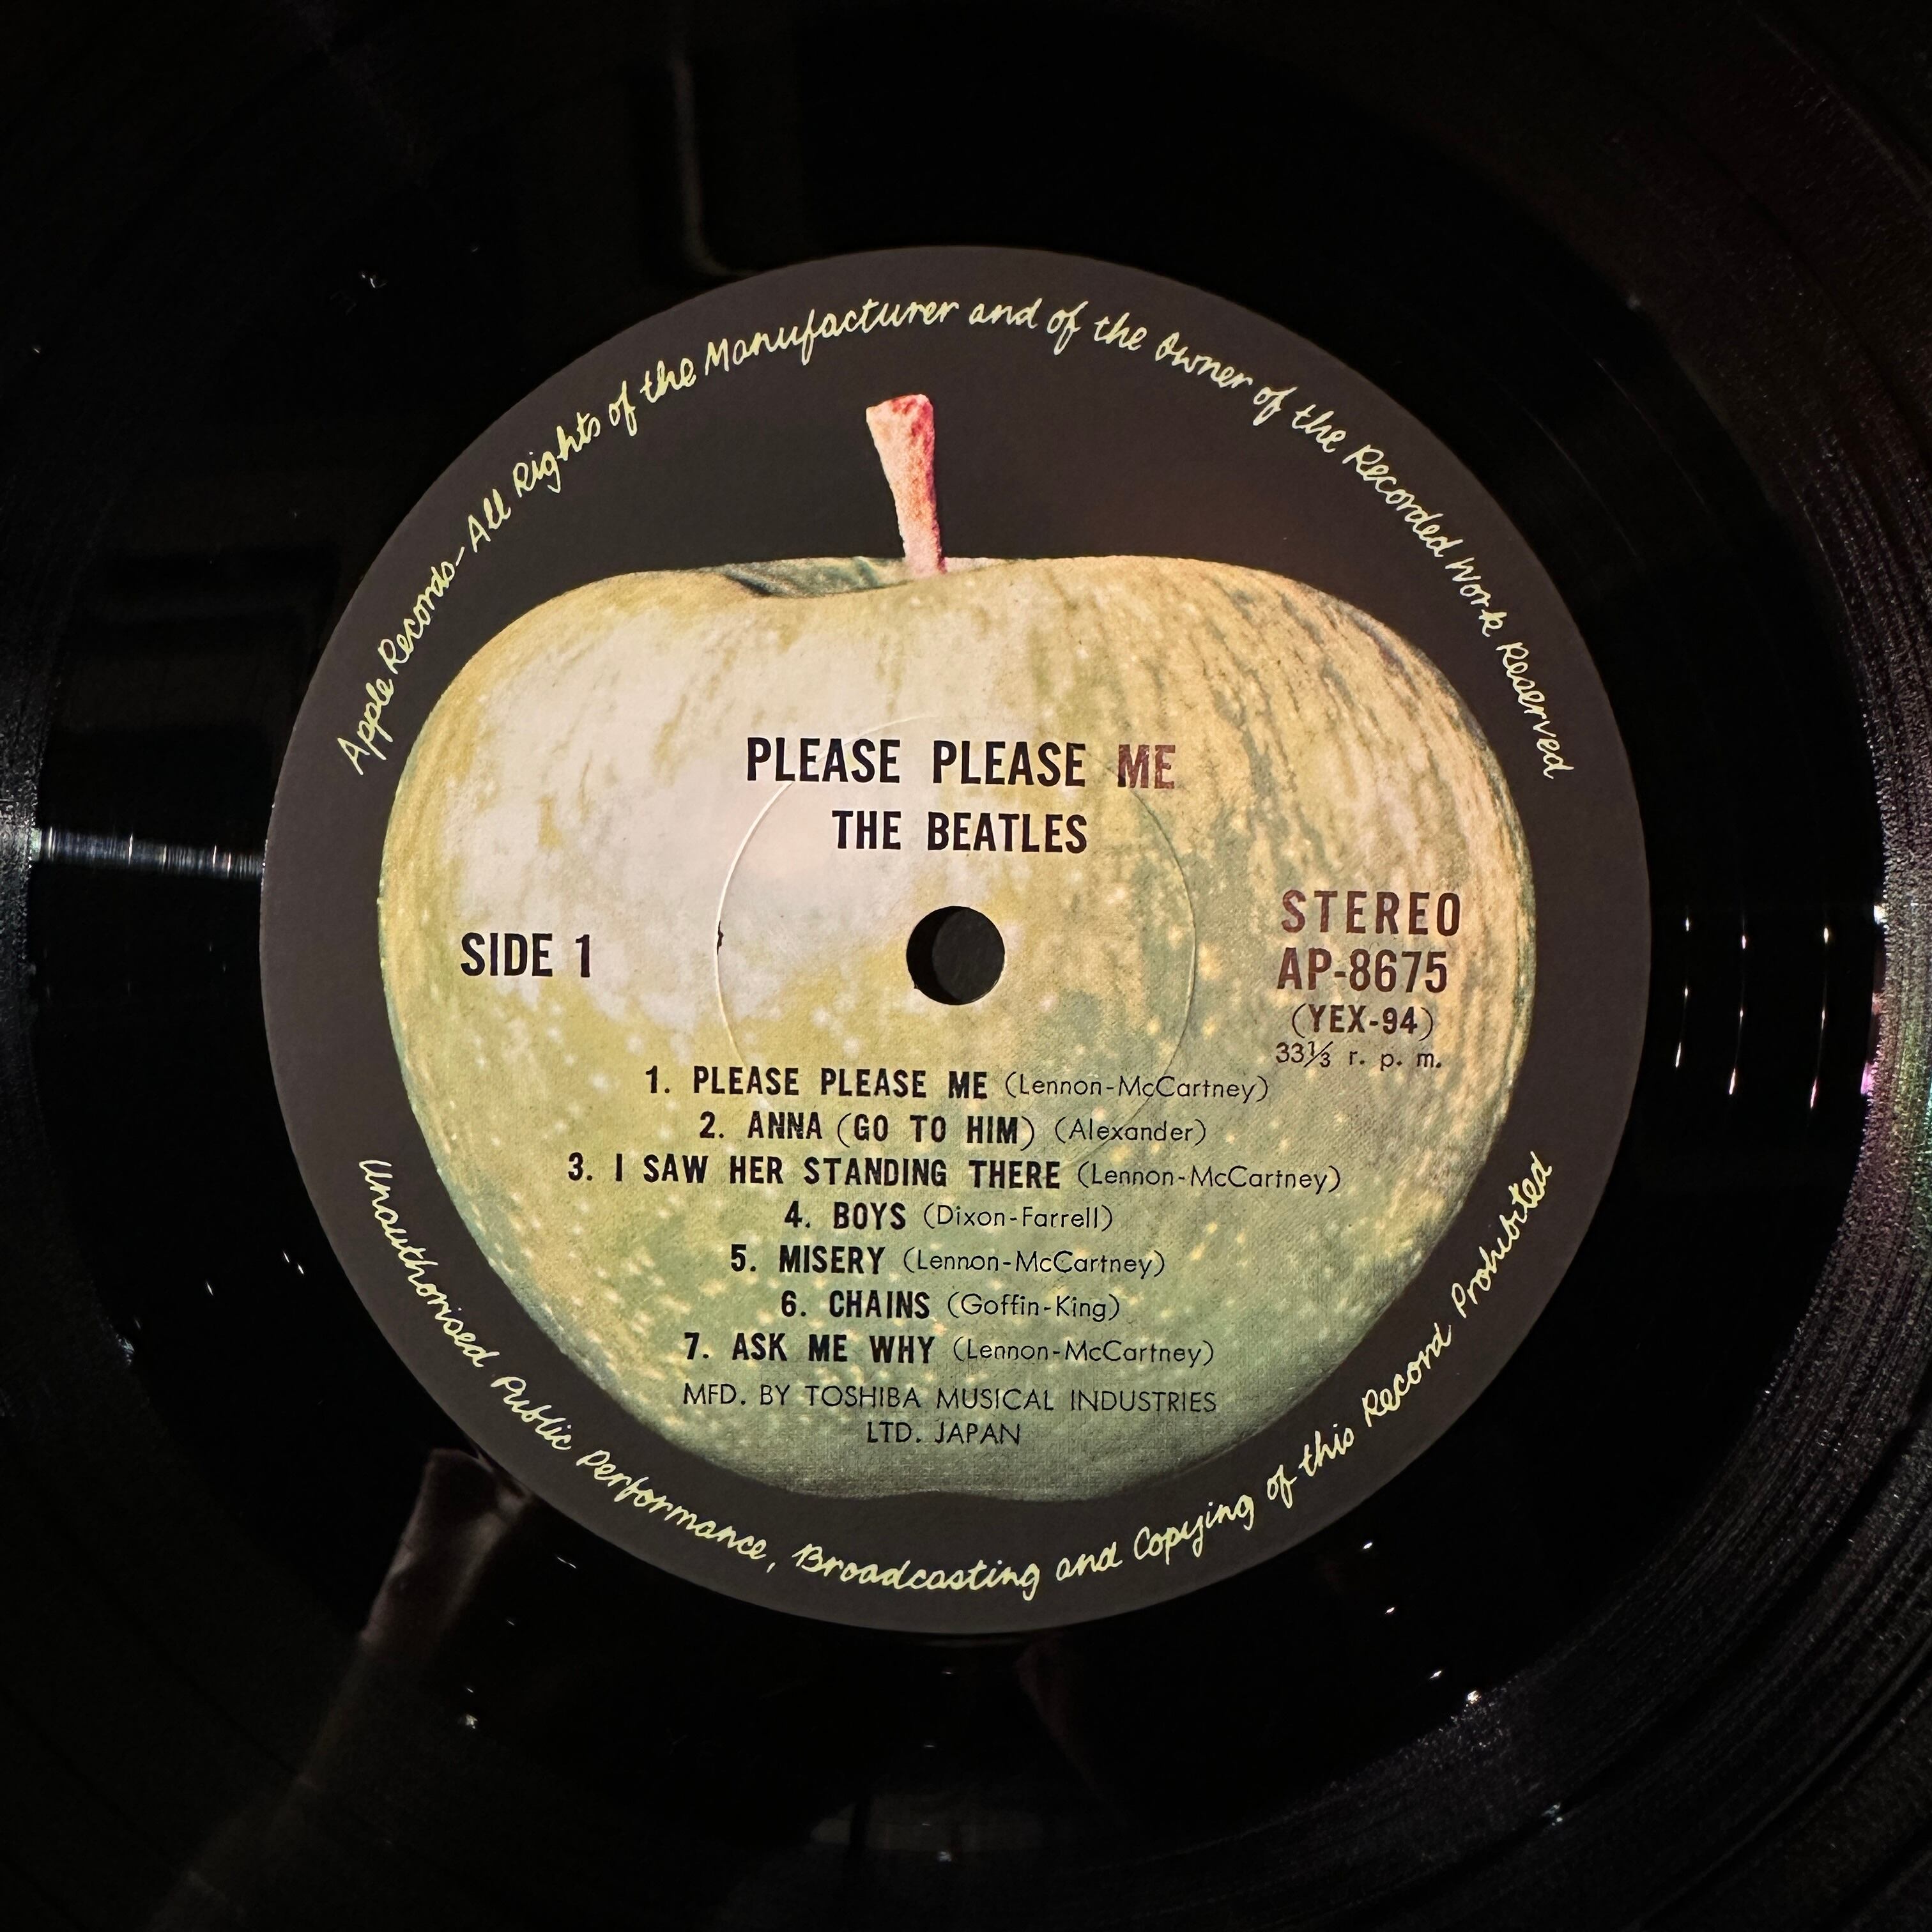 Apple Records—All Rights of the Manufacturer and of the Owner of the Recorded Work Reserved
PLEASE PLEASE ME
THE BEATLES
SIDE 1
STEREO
AP-8675
(YEX-94)
33⅓ r. p. m.
1. PLEASE PLEASE ME (Lennon-McCartney)
2. ANNA (GO TO HIM) (Alexander)
3. I SAW HER STANDING THERE (Lennon-McCartney)
4. BOYS (Dixon-Farrell)
5. MISERY (Lennon-McCartney)
6. CHAINS (Goffin-King)
7. ASK ME WHY (Lennon-McCartney)
MFD. BY TOSHIBA MUSICAL INDUSTRIES
LTD. JAPAN
Unauthorised Public Performance, Broadcasting and Copying of this Record Prohibited